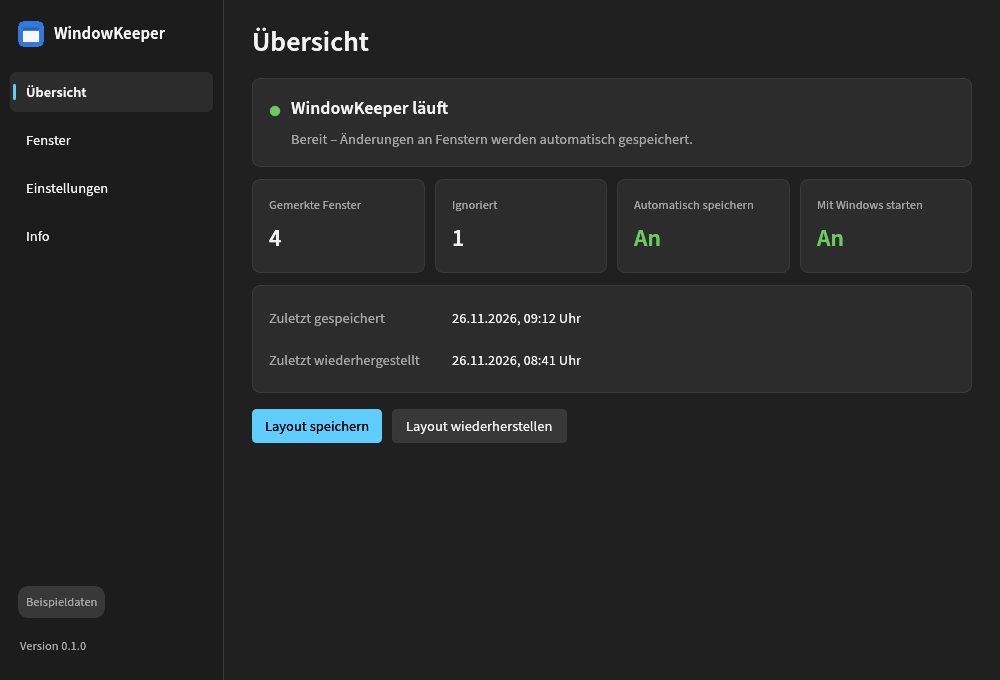 WindowKeeper
Übersicht
Fenster
Einstellungen
Info
Beispieldaten
Version 0.1.0
Übersicht
WindowKeeper läuft
Bereit – Änderungen an Fenstern werden automatisch gespeichert.
Gemerkte Fenster
4
Ignoriert
1
Automatisch speichern
An
Mit Windows starten
An
Zuletzt gespeichert 26.11.2026, 09:12 Uhr
Zuletzt wiederhergestellt 26.11.2026, 08:41 Uhr
Layout speichern Layout wiederherstellen